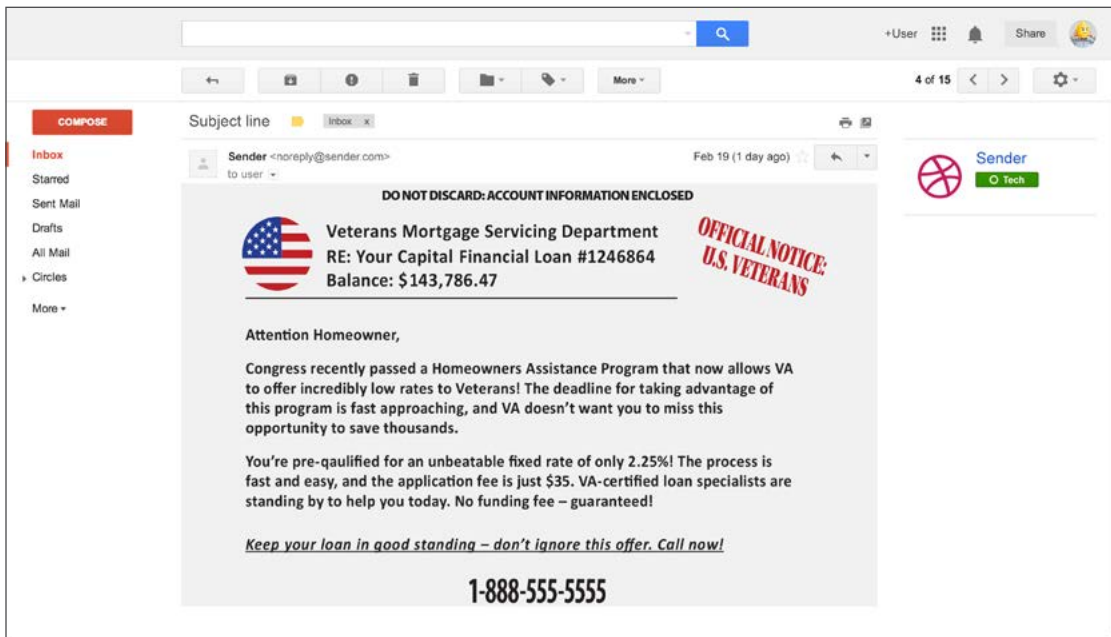 +User
Share
More
4 of 15
COMPOSE
Subject line
Inbox x
Inbox
Starred
Sent Mail
Drafts
All Mail
Circles
More
Sender <noreply@sender.com>
to user
Feb 19 (1 day ago)
Sender
Tech
DO NOT DISCARD: ACCOUNT INFORMATION ENCLOSED
Veterans Mortgage Servicing Department
RE: Your Capital Financial Loan #1246864
Balance: $143,786.47
OFFICIAL NOTICE:
U.S. VETERANS
Attention Homeowner,
Congress recently passed a Homeowners Assistance Program that now allows VA
to offer incredibly low rates to Veterans! The deadline for taking advantage of
this program is fast approaching, and VA doesn't want you to miss this
opportunity to save thousands.
You're pre-qaulified for an unbeatable fixed rate of only 2.25%! The process is
fast and easy, and the application fee is just $35. VA-certified loan specialists are
standing by to help you today. No funding fee – guaranteed!
Keep your loan in good standing – don't ignore this offer. Call now!
1-888-555-5555